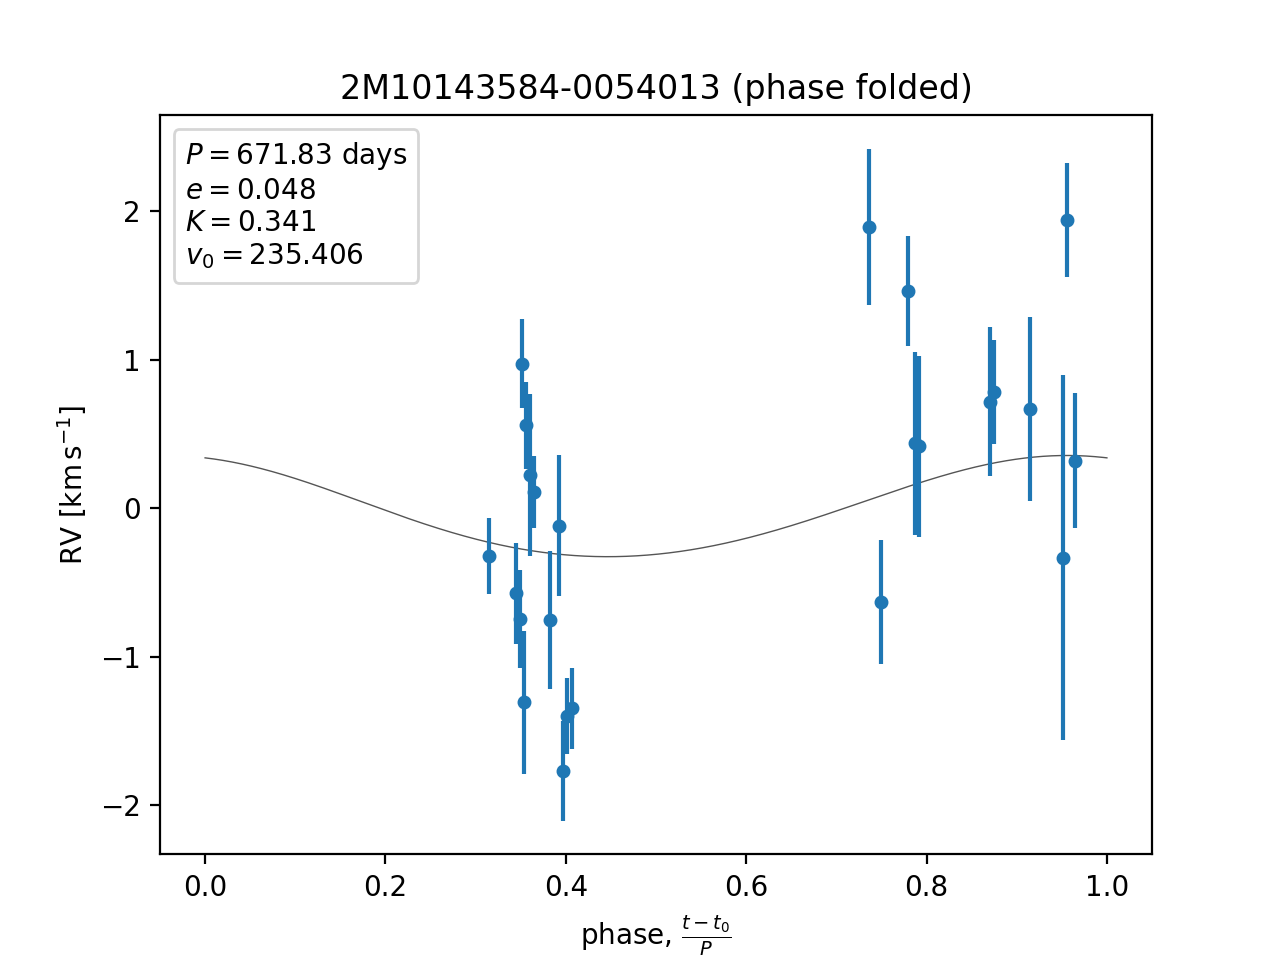 2M10143584-0054013 (phase folded)
P = 671.83 days
e = 0.048
K = 0.341
v₀ = 235.406
RV [km s⁻¹]
2
1
0
−1
−2
0.0 0.2 0.4 0.6 0.8 1.0
phase, (t − t₀)/P